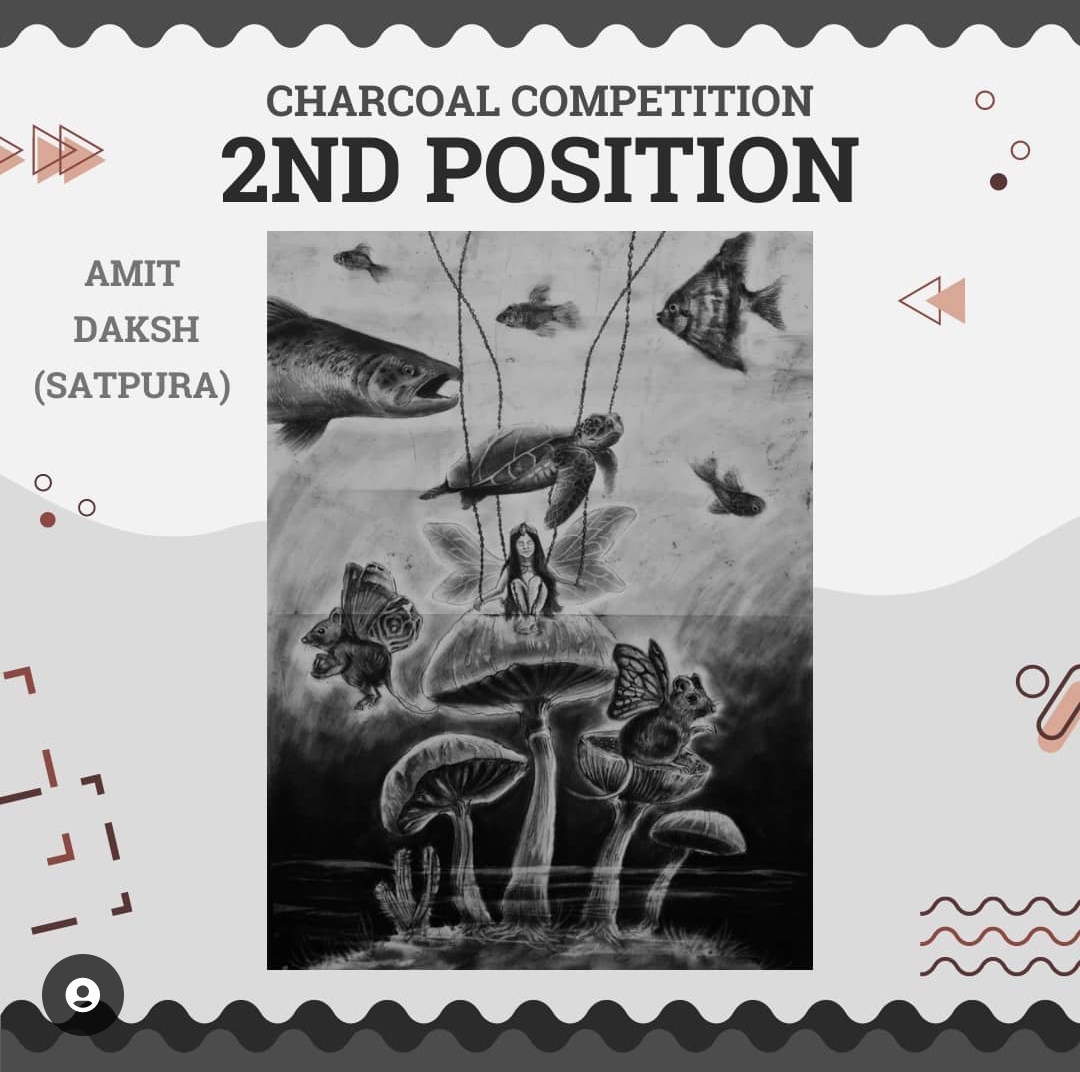 CHARCOAL COMPETITION
2ND POSITION
AMIT
DAKSH
(SATPURA)